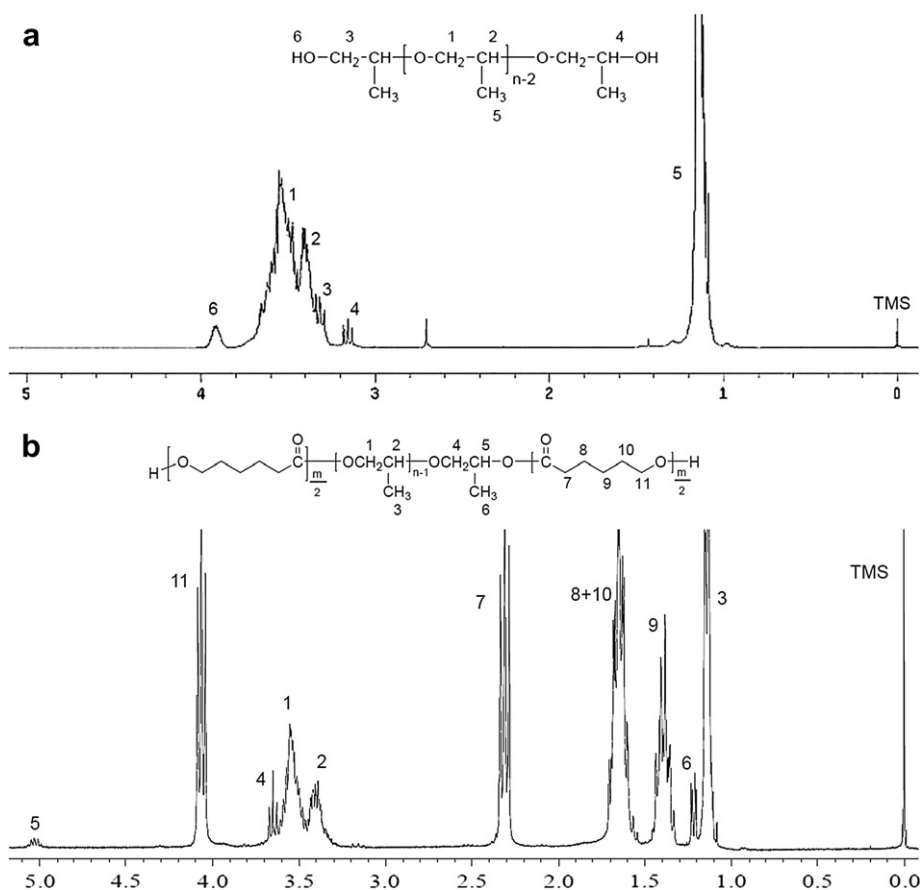 a
6 3 1 2 4
HO-CH₂-CH-[O-CH₂-CH-]n-2-O-CH₂-CH-OH
CH₃ CH₃ CH₃
5
5
1
2
3
6 4
TMS
5 4 3 2 1 0
b
O 1 2 4 5 O 8 10
H-[O C]m/2-[OCH₂CH]n-1-OCH₂CH-O-[C O]m/2-H
CH₃ CH₃ 7 9 11
3 6
TMS
11 7 8+10 3
9
1
2
4 6
5
5.0 4.5 4.0 3.5 3.0 2.5 2.0 1.5 1.0 0.5 0.0